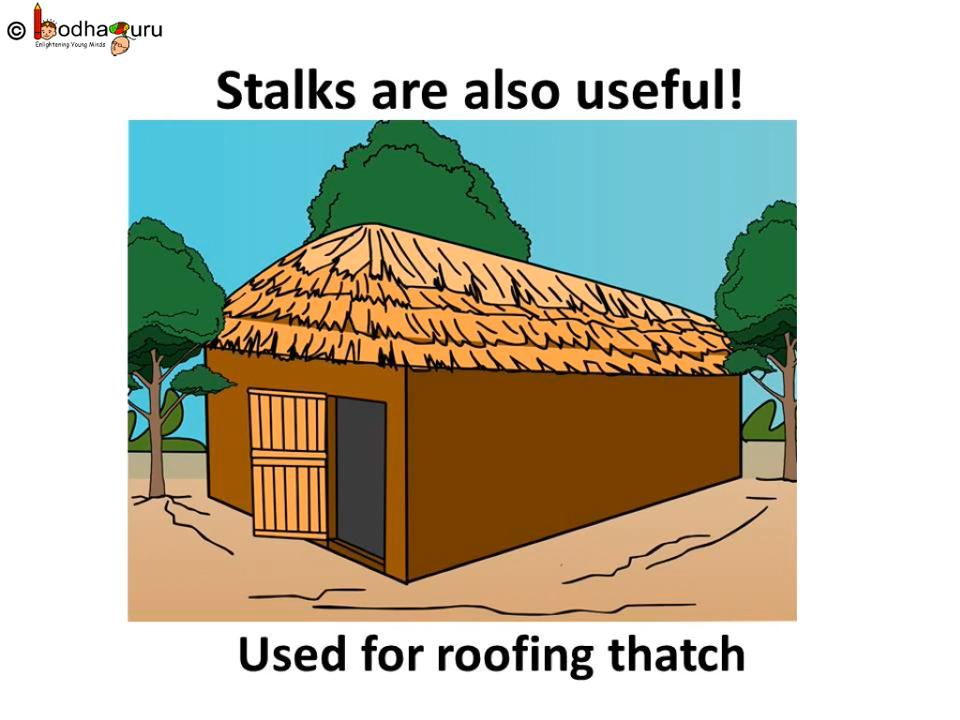 © BodhaGuru
Enlightening Young Minds
Stalks are also useful!
Used for roofing thatch